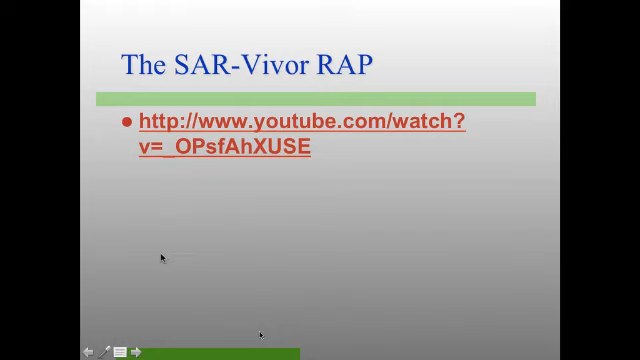 The SAR-Vivor RAP
http://www.youtube.com/watch?
v=_OPsfAhXUSE